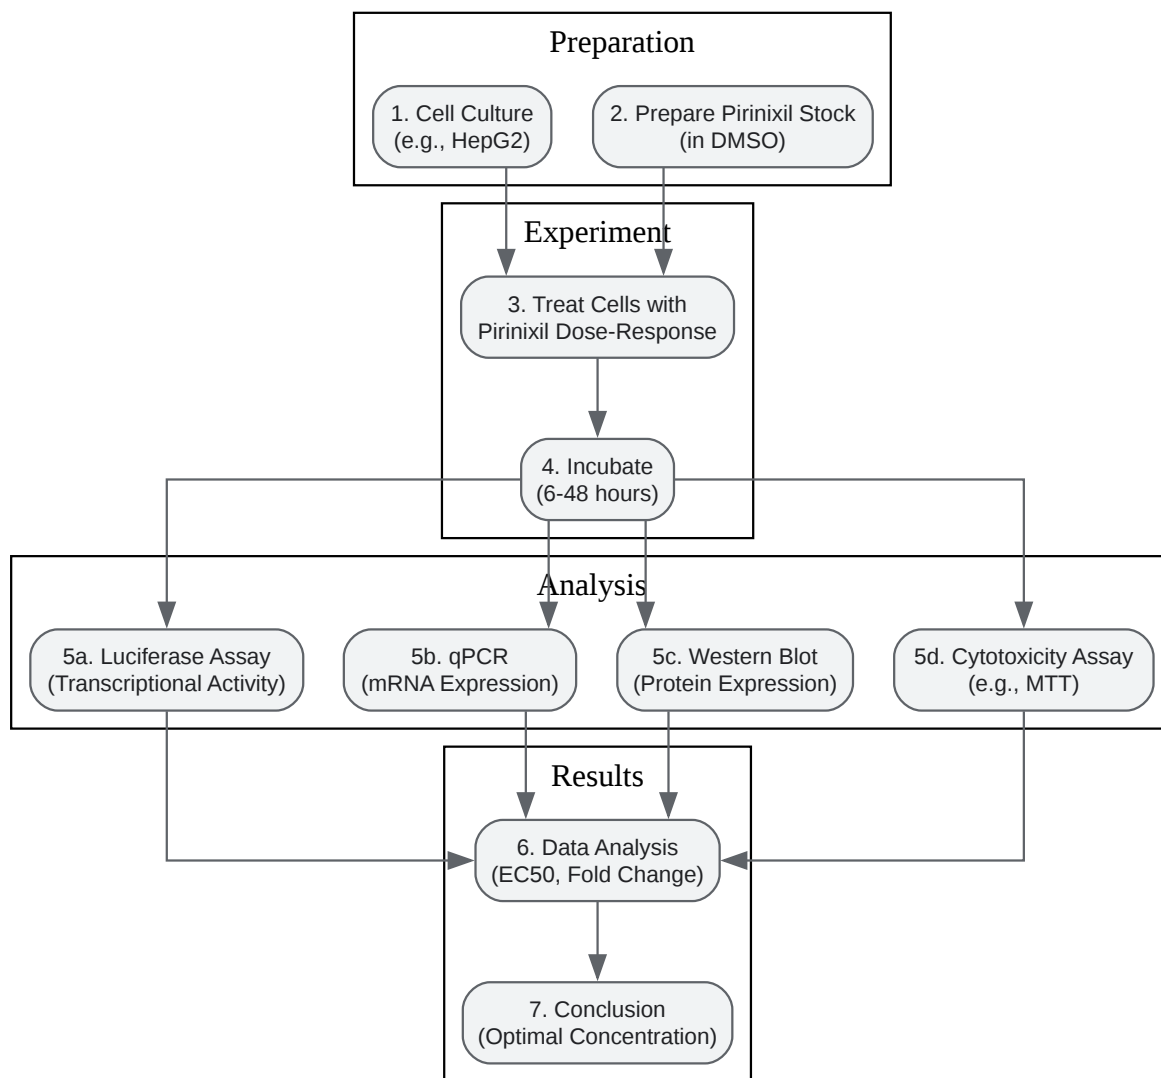 Preparation
1. Cell Culture
(e.g., HepG2)
2. Prepare Pirinixil Stock
(in DMSO)
Experiment
3. Treat Cells with
Pirinixil Dose-Response
4. Incubate
(6-48 hours)
Analysis
5a. Luciferase Assay
(Transcriptional Activity)
5b. qPCR
(mRNA Expression)
5c. Western Blot
(Protein Expression)
5d. Cytotoxicity Assay
(e.g., MTT)
Results
6. Data Analysis
(EC50, Fold Change)
7. Conclusion
(Optimal Concentration)